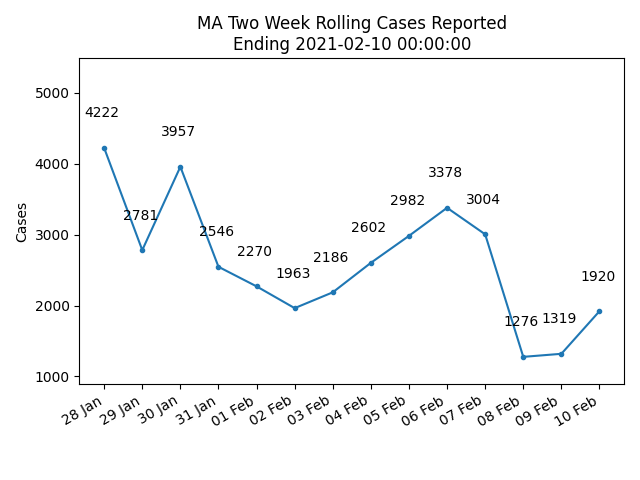 MA Two Week Rolling Cases Reported
Ending 2021-02-10 00:00:00
Cases
5000
4000
3000
2000
1000
4222
2781
3957
2546
2270
1963
2186
2602
2982
3378
3004
1276
1319
1920
28 Jan
29 Jan
30 Jan
31 Jan
01 Feb
02 Feb
03 Feb
04 Feb
05 Feb
06 Feb
07 Feb
08 Feb
09 Feb
10 Feb